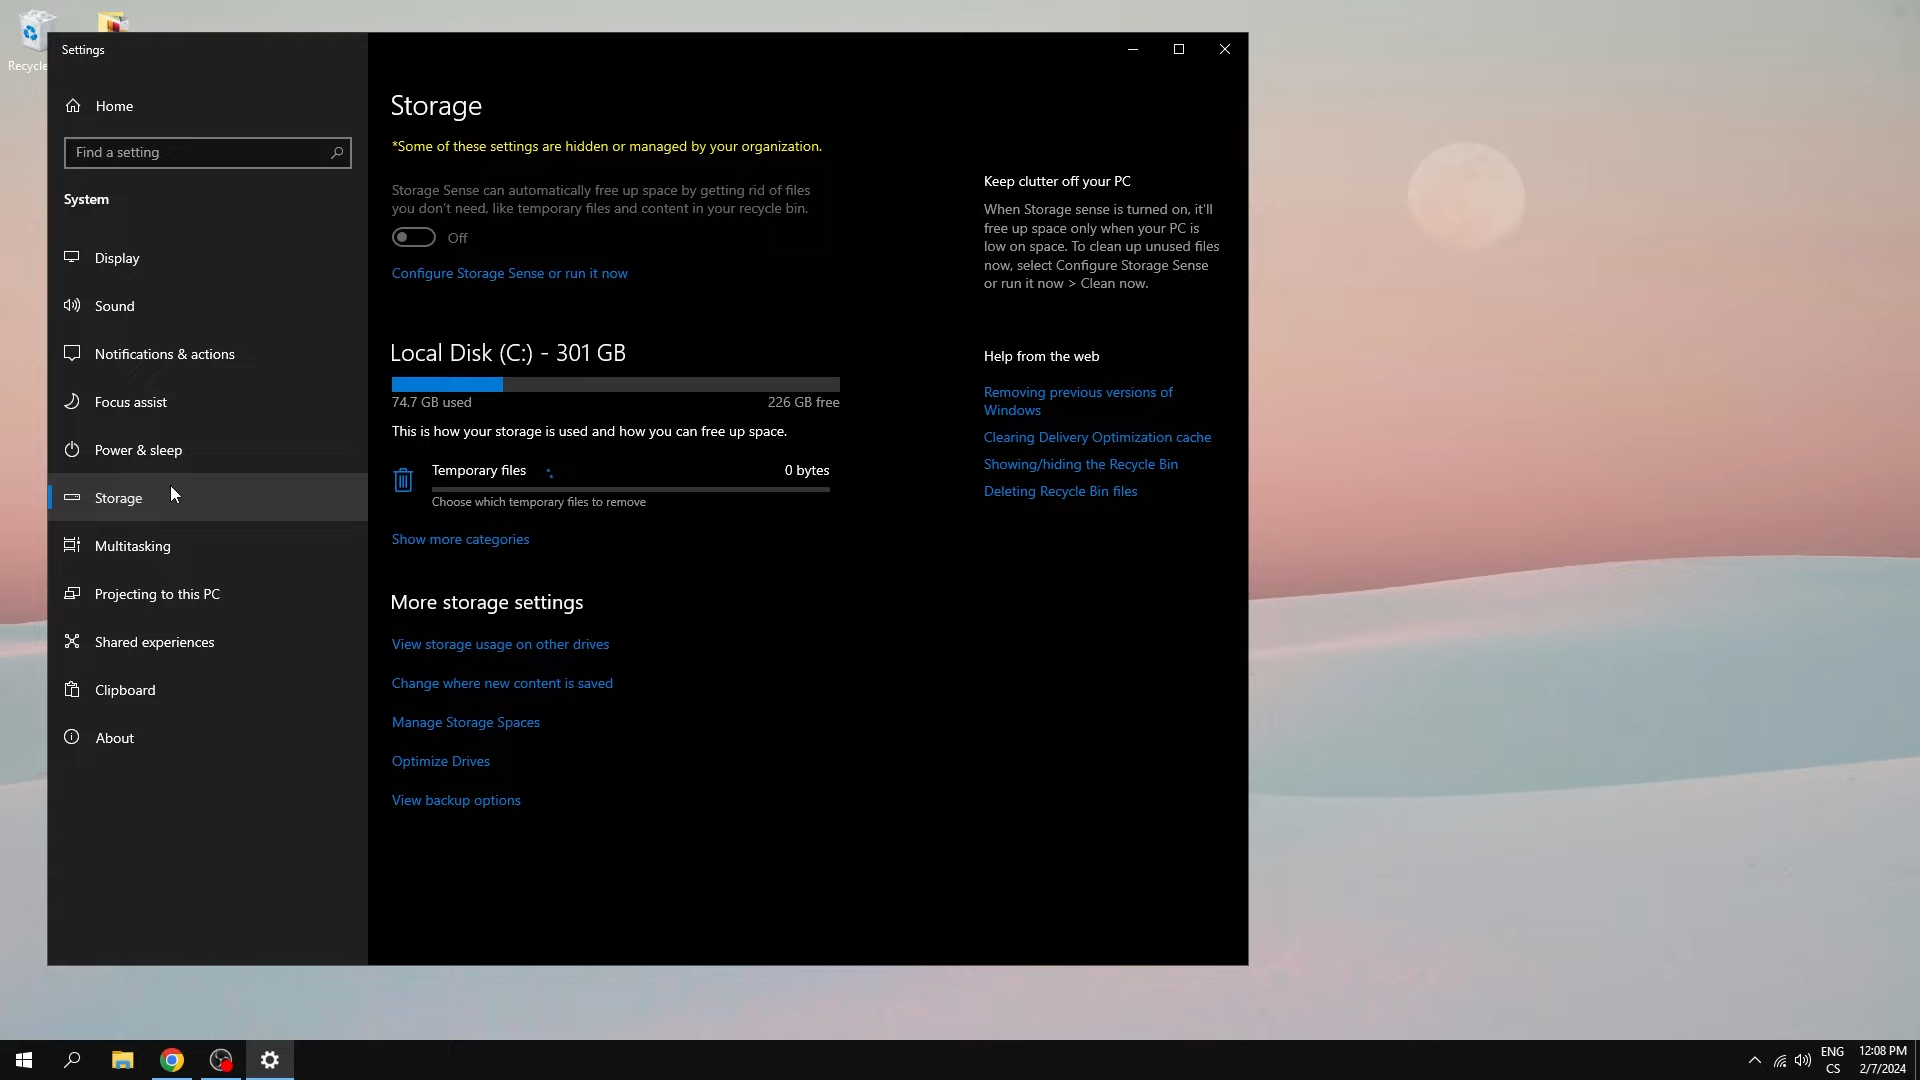 Recycle
Settings
Home
Find a setting
System
Display
Sound
Notifications & actions
Focus assist
Power & sleep
Storage
Multitasking
Projecting to this PC
Shared experiences
Clipboard
About
Storage
*Some of these settings are hidden or managed by your organization.
Storage Sense can automatically free up space by getting rid of files
you don't need, like temporary files and content in your recycle bin.
Off
Configure Storage Sense or run it now
Local Disk (C:) - 301 GB
74.7 GB used 226 GB free
This is how your storage is used and how you can free up space.
Temporary files 0 bytes
Choose which temporary files to remove
Show more categories
More storage settings
View storage usage on other drives
Change where new content is saved
Manage Storage Spaces
Optimize Drives
View backup options
Keep clutter off your PC
When Storage sense is turned on, it'll
free up space only when your PC is
low on space. To clean up unused files
now, select Configure Storage Sense
or run it now > Clean now.
Help from the web
Removing previous versions of
Windows
Clearing Delivery Optimization cache
Showing/hiding the Recycle Bin
Deleting Recycle Bin files
ENG 12:08 PM
CS 2/7/2024